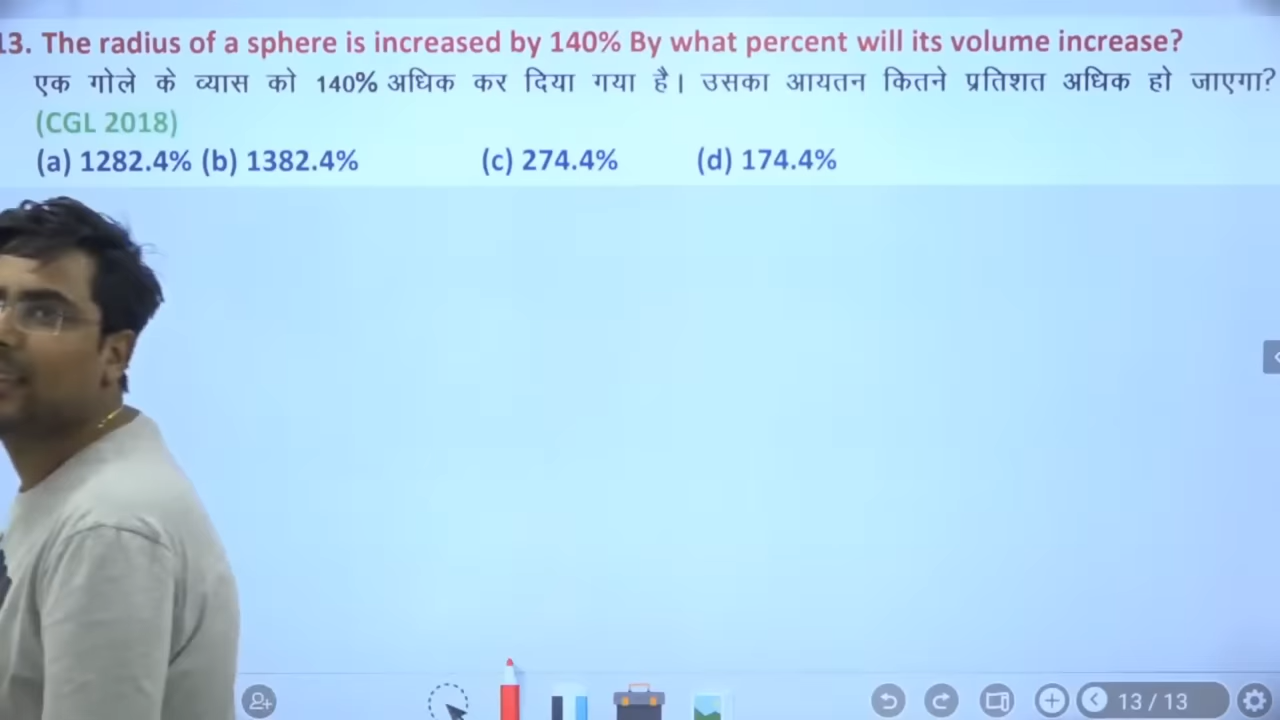 13. The radius of a sphere is increased by 140% By what percent will its volume increase?
एक गोले के व्यास को 140% अधिक कर दिया गया है। उसका आयतन कितने प्रतिशत अधिक हो जाएगा?
(CGL 2018)
(a) 1282.4% (b) 1382.4% (c) 274.4% (d) 174.4%
13 / 13